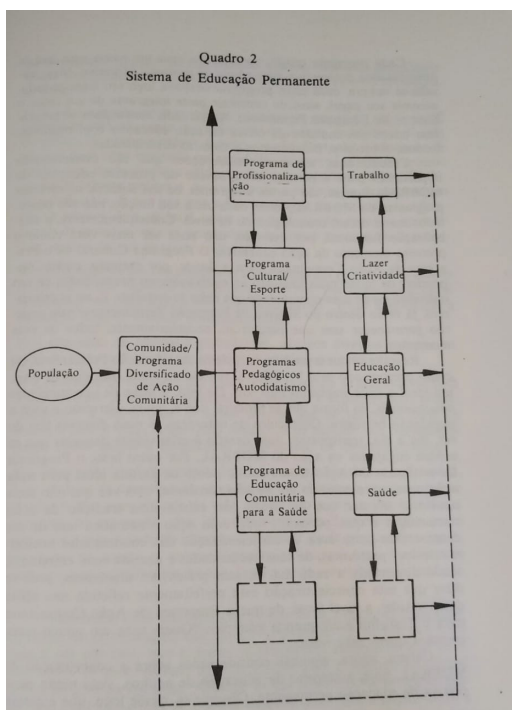 Quadro 2
Sistema de Educação Permanente
Programa de
Profissionaliza-
ção
Trabalho
Programa
Cultural/
Esporte
Lazer
Criatividade
População
Comunidade/
Programa
Diversificado
de Ação
Comunitária
Programas
Pedagógicos
Autodidatismo
Educação
Geral
Programa de
Educação
Comunitária
para a Saúde
Saúde